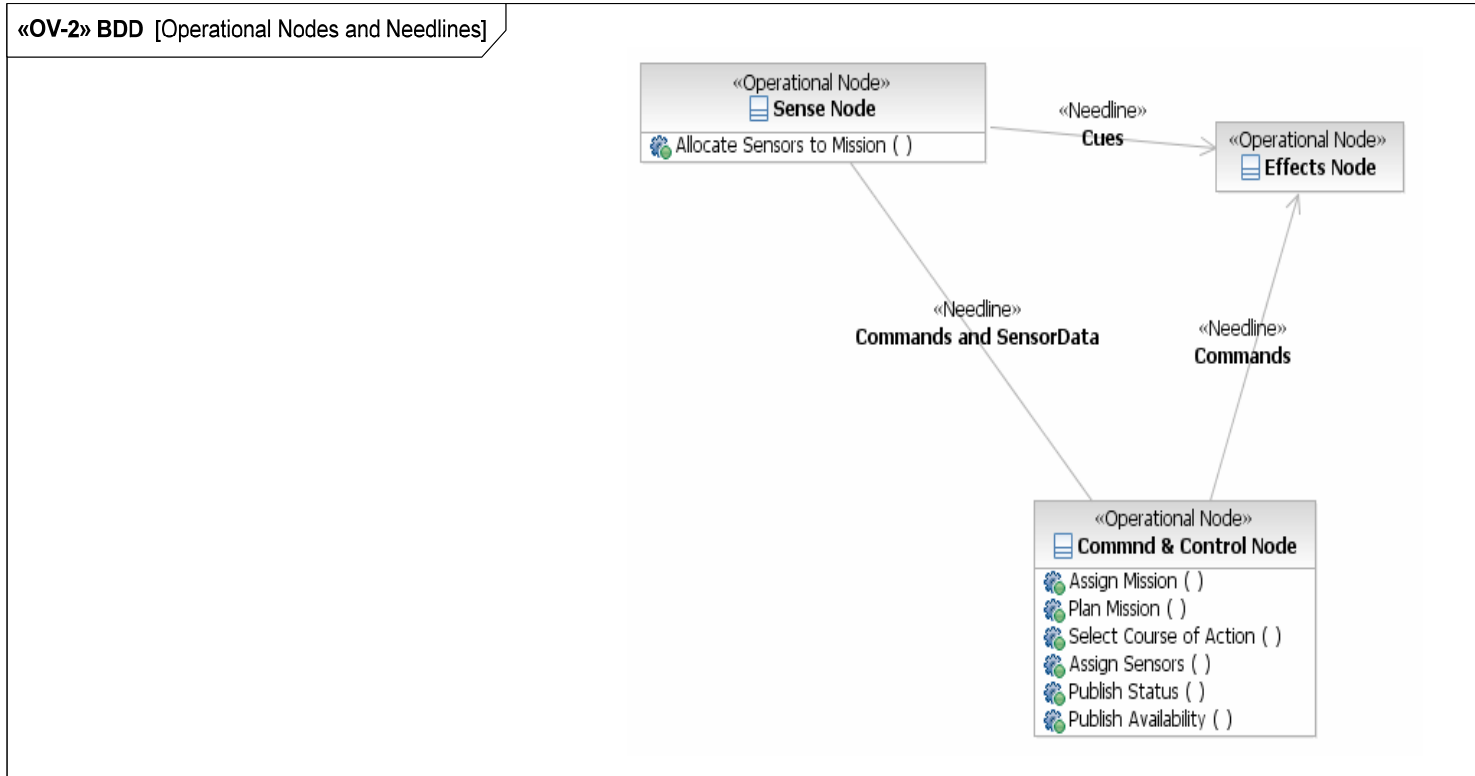 «OV-2» BDD [Operational Nodes and Needlines]
«Operational Node»
Sense Node
Allocate Sensors to Mission ( )
«Needline»
Cues
«Operational Node»
Effects Node
«Needline»
Commands and SensorData
«Needline»
Commands
«Operational Node»
Commnd & Control Node
Assign Mission ( )
Plan Mission ( )
Select Course of Action ( )
Assign Sensors ( )
Publish Status ( )
Publish Availability ( )